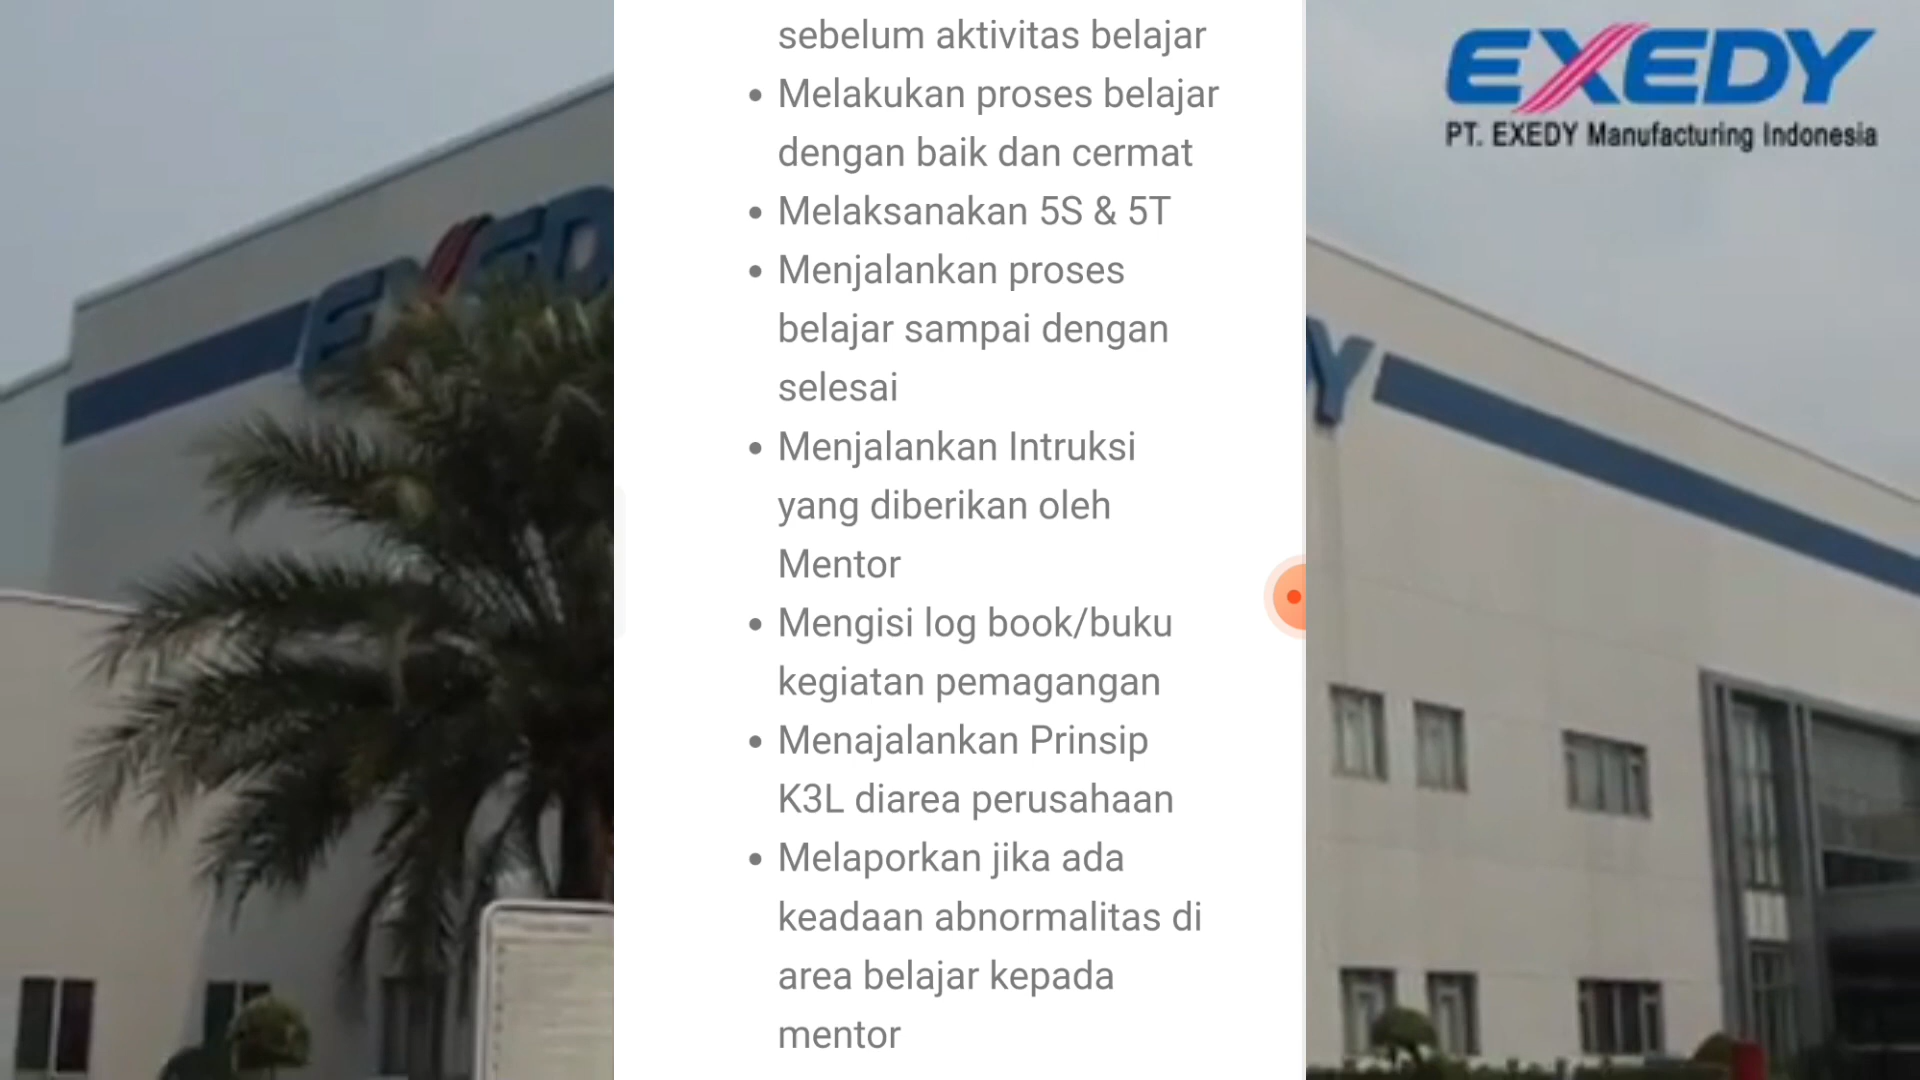 sebelum aktivitas belajar
• Melakukan proses belajar
dengan baik dan cermat
• Melaksanakan 5S & 5T
• Menjalankan proses
belajar sampai dengan
selesai
• Menjalankan Intruksi
yang diberikan oleh
Mentor
• Mengisi log book/buku
kegiatan pemagangan
• Menajalankan Prinsip
K3L diarea perusahaan
• Melaporkan jika ada
keadaan abnormalitas di
area belajar kepada
mentor
EXEDY
PT. EXEDY Manufacturing Indonesia
EXED
Y